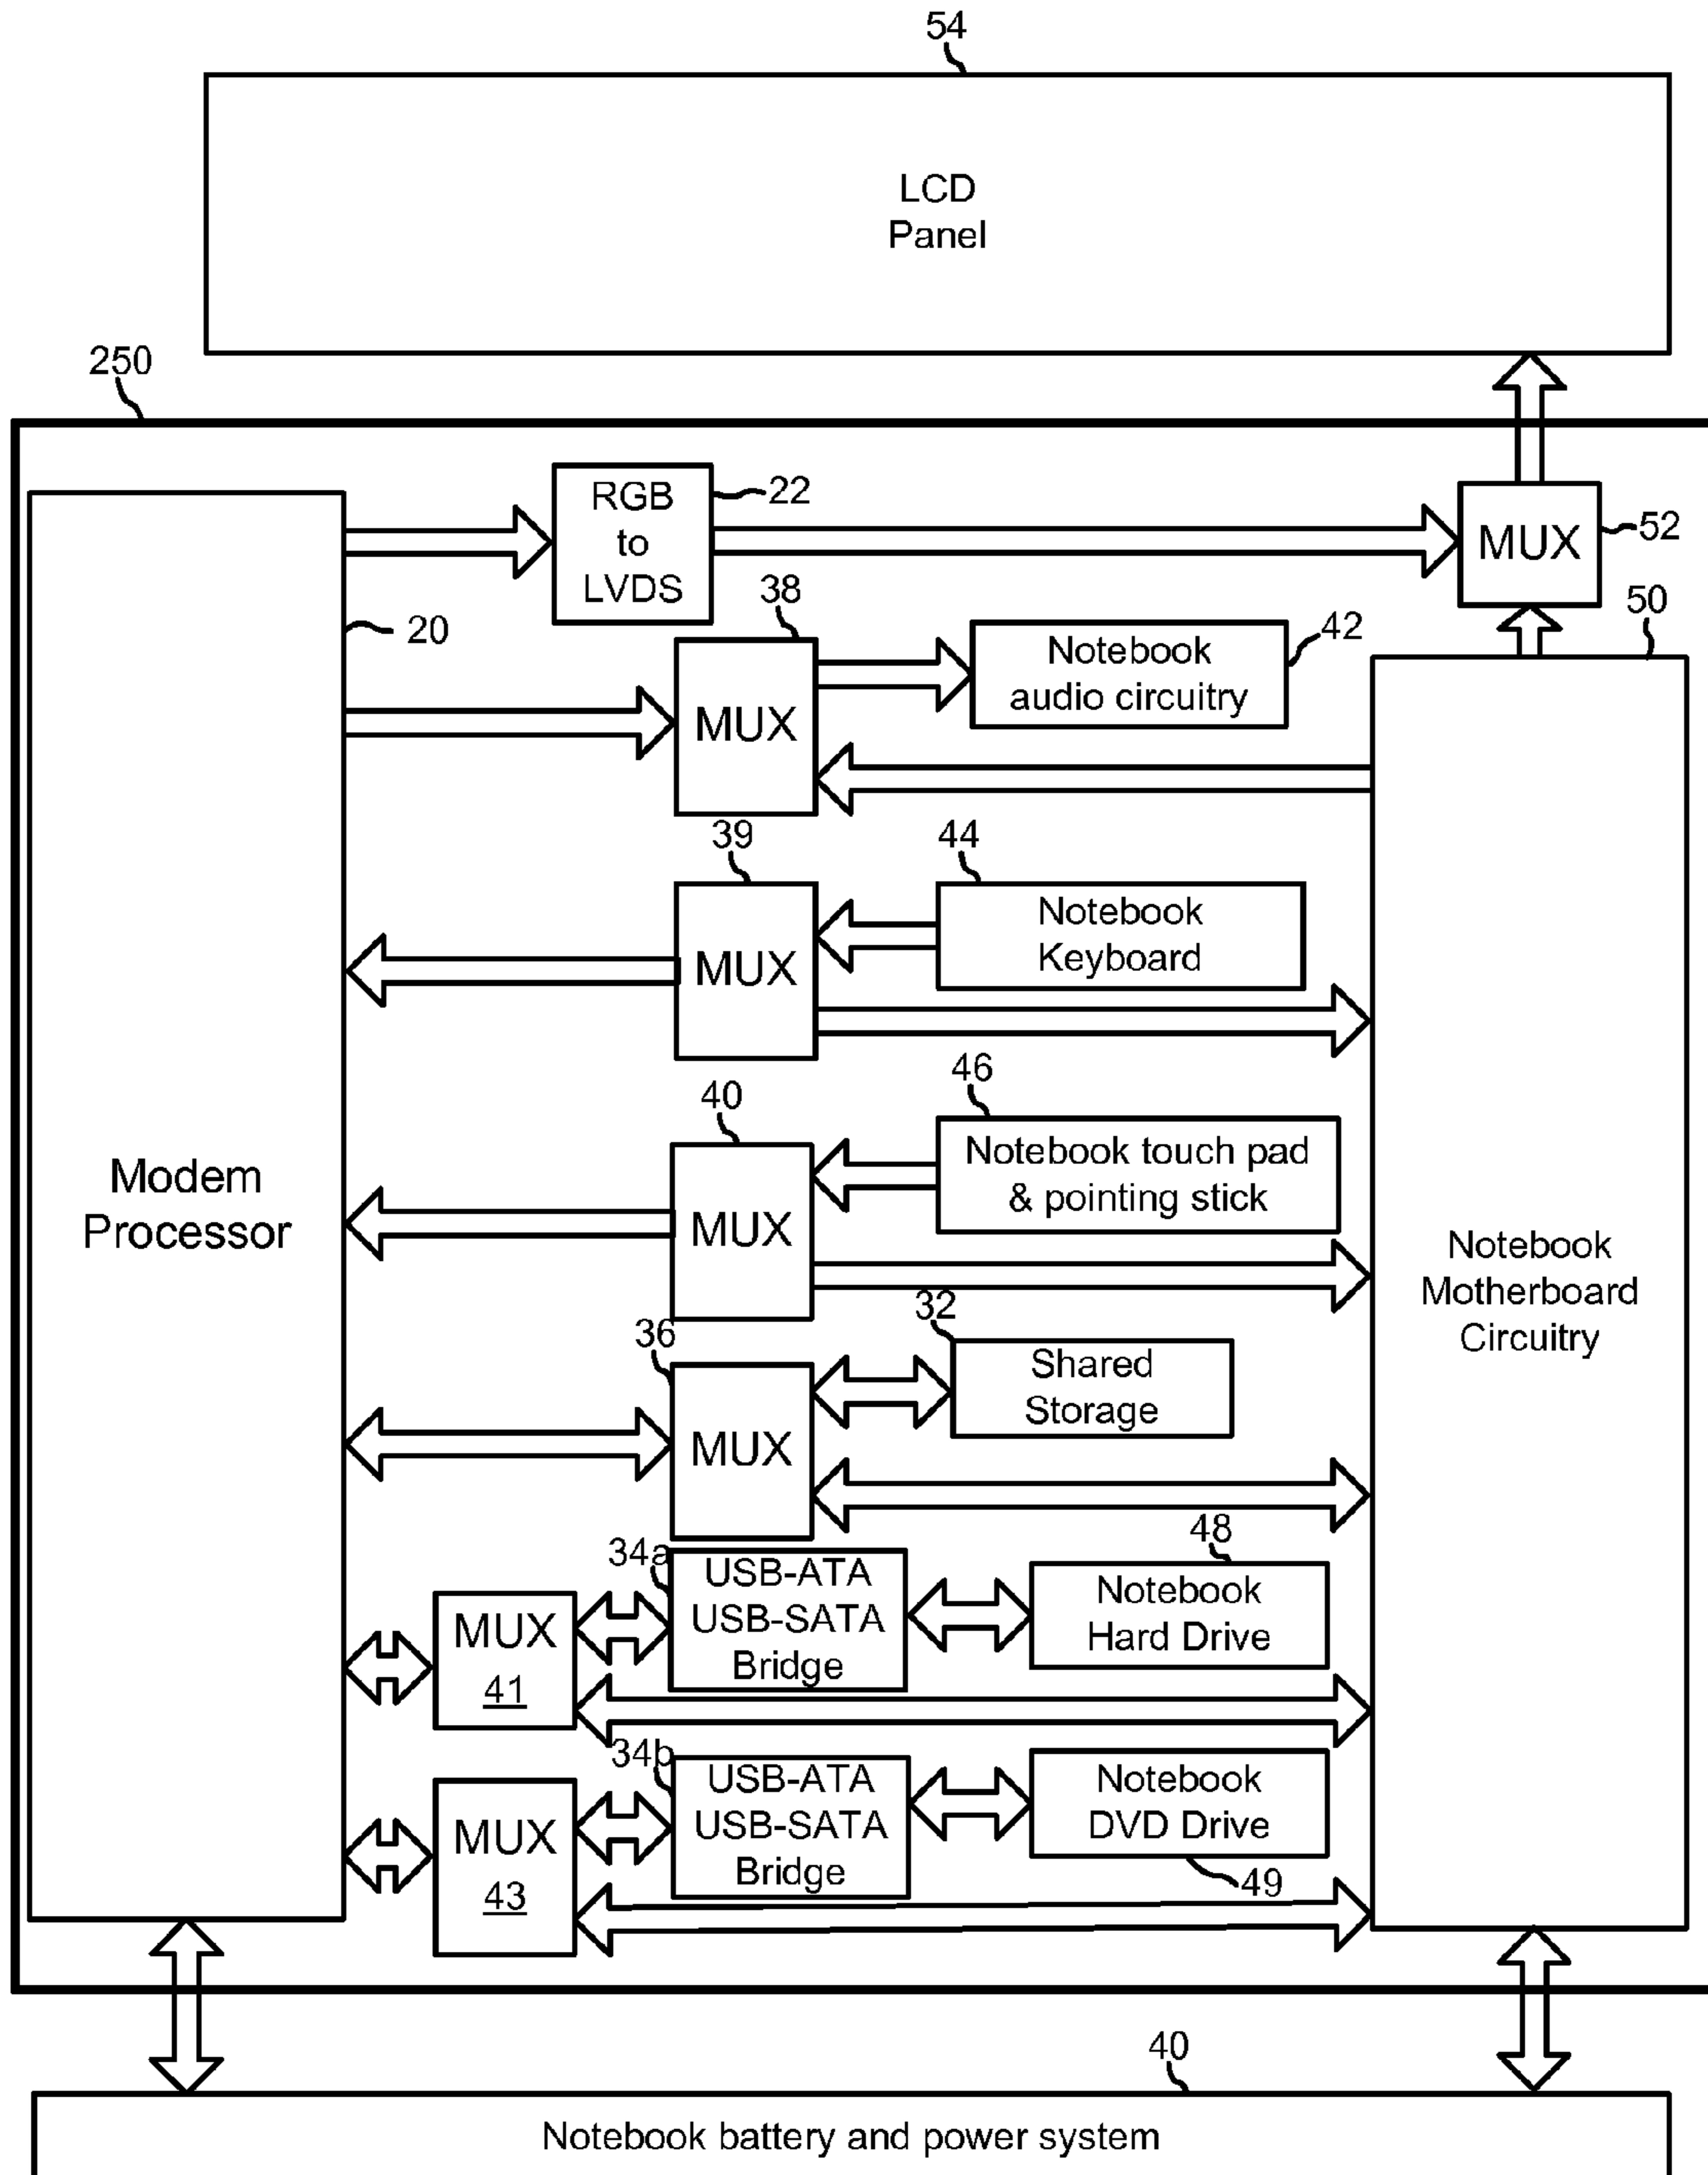 54
LCD
Panel
250
RGB
to
LVDS
22
MUX
52
20
38
MUX
Notebook
audio circuitry
42
50
39
MUX
44
Notebook
Keyboard
40
MUX
46
Notebook touch pad
& pointing stick
Modem
Processor
Notebook
Motherboard
Circuitry
36
MUX
32
Shared
Storage
34a
USB-ATA
USB-SATA
Bridge
48
Notebook
Hard Drive
MUX
41
34b
USB-ATA
USB-SATA
Bridge
Notebook
DVD Drive
49
MUX
43
40
Notebook battery and power system